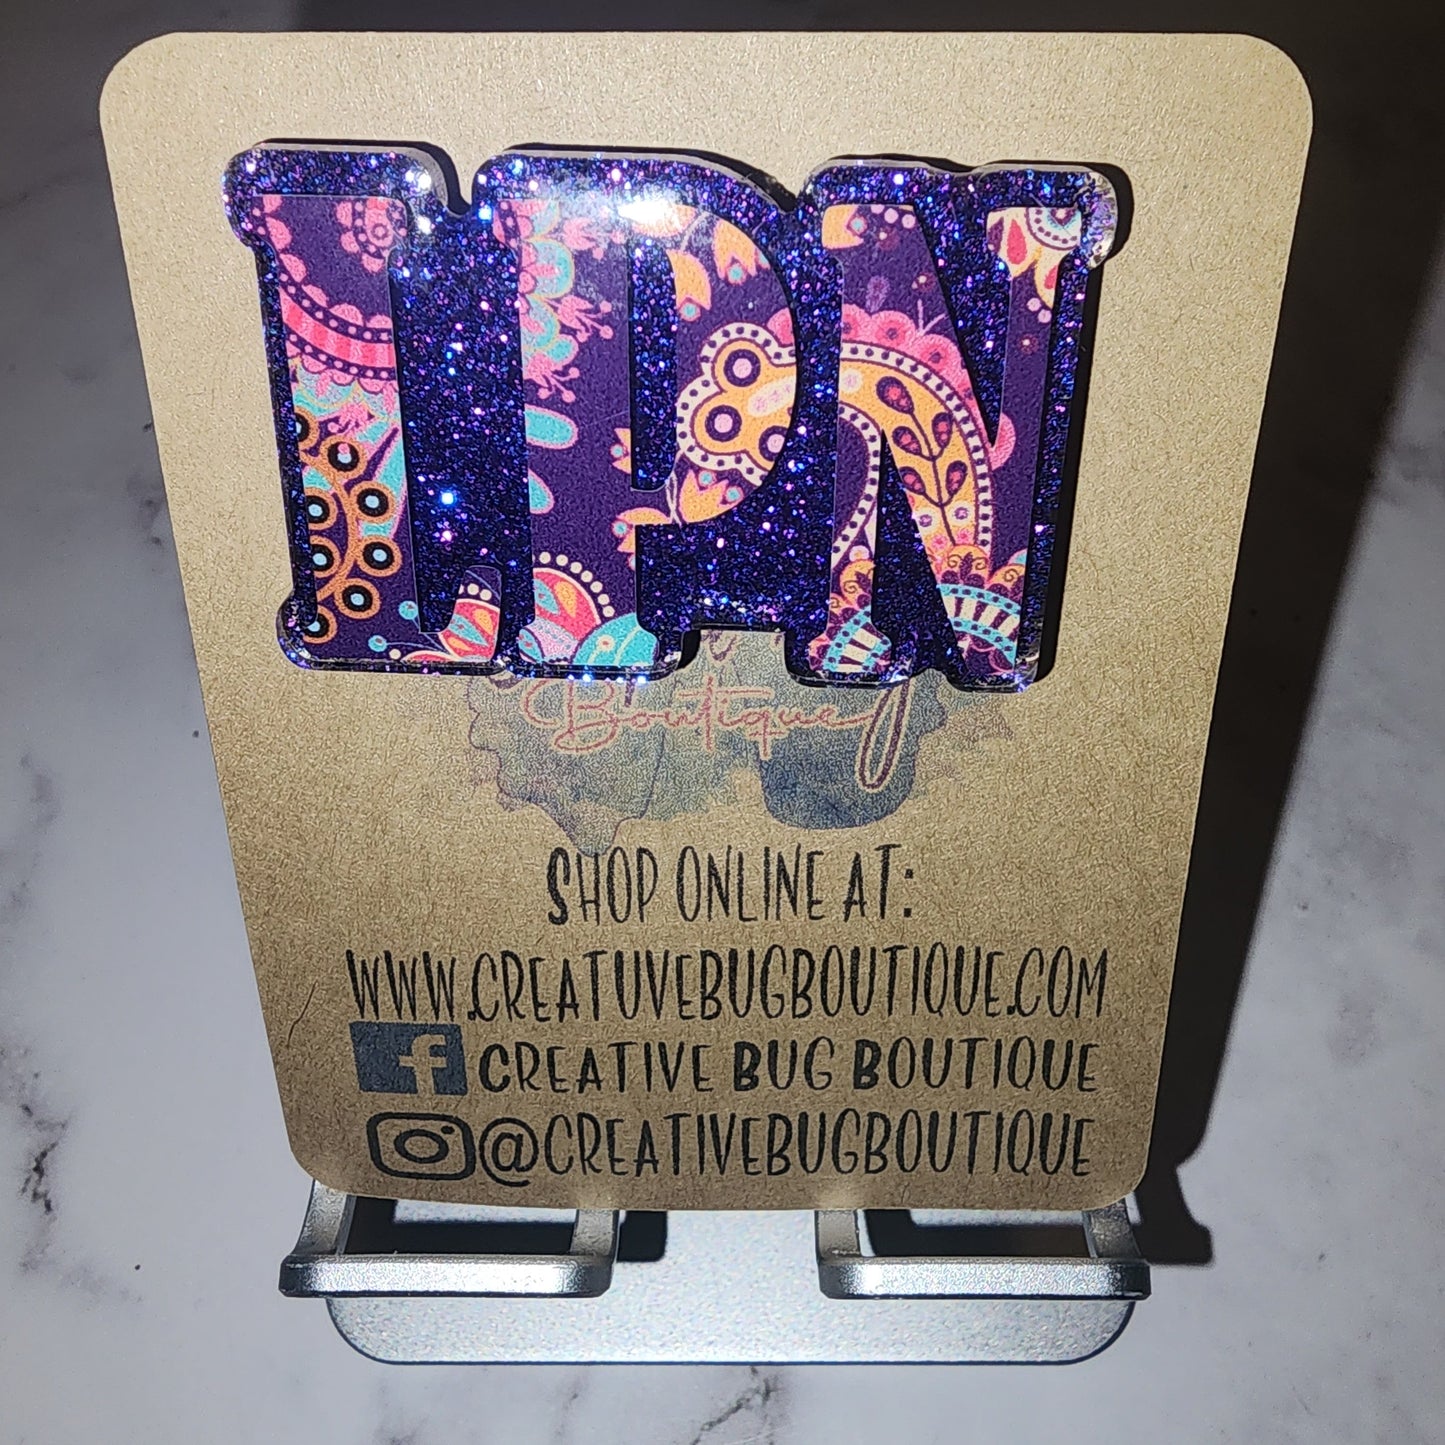 LPN
Boutique
SHOP ONLINE AT:
WWW.CREATUVEBUGBOUTIQUE.COM
CREATIVE BUG BOUTIQUE
@CREATIVEBUGBOUTIQUE